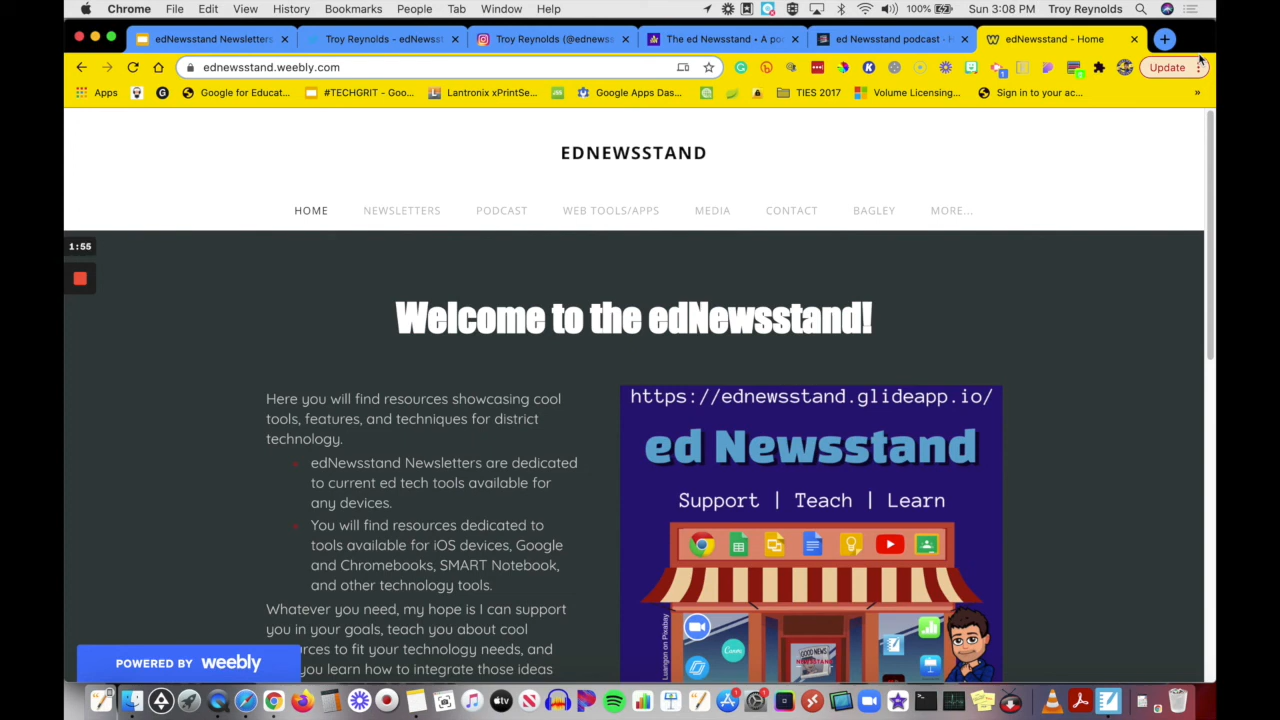 Chrome File Edit View History Bookmarks People Tab Window Help 100% Sun 3:08 PM Troy Reynolds
edNewsstand Newsletters Troy Reynolds - edNewsst Troy Reynolds (@ednews The ed Newsstand • A po ed Newsstand podcast - H edNewsstand - Home
ednewsstand.weebly.com Update
Apps Google for Educat... #TECHGRIT - Goo... Lantronix xPrintSe... Google Apps Das... TIES 2017 Volume Licensing... Sign in to your ac... »
EDNEWSSTAND
HOME NEWSLETTERS PODCAST WEB TOOLS/APPS MEDIA CONTACT BAGLEY MORE...
1:55
Welcome to the edNewsstand!
Here you will find resources showcasing cool
tools, features, and techniques for district
technology.
edNewsstand Newsletters are dedicated
to current ed tech tools available for
any devices.
You will find resources dedicated to
tools available for iOS devices, Google
and Chromebooks, SMART Notebook,
and other technology tools.
Whatever you need, my hope is I can support
you in your goals, teach you about cool
urces to fit your technology needs, and
you learn how to integrate those ideas
https://ednewsstand.glideapp.io/
ed Newsstand
Support | Teach | Learn
Luangon on Pixabay
Canva
GOOD NEWS
NEWSSTAND
POWERED BY weebly